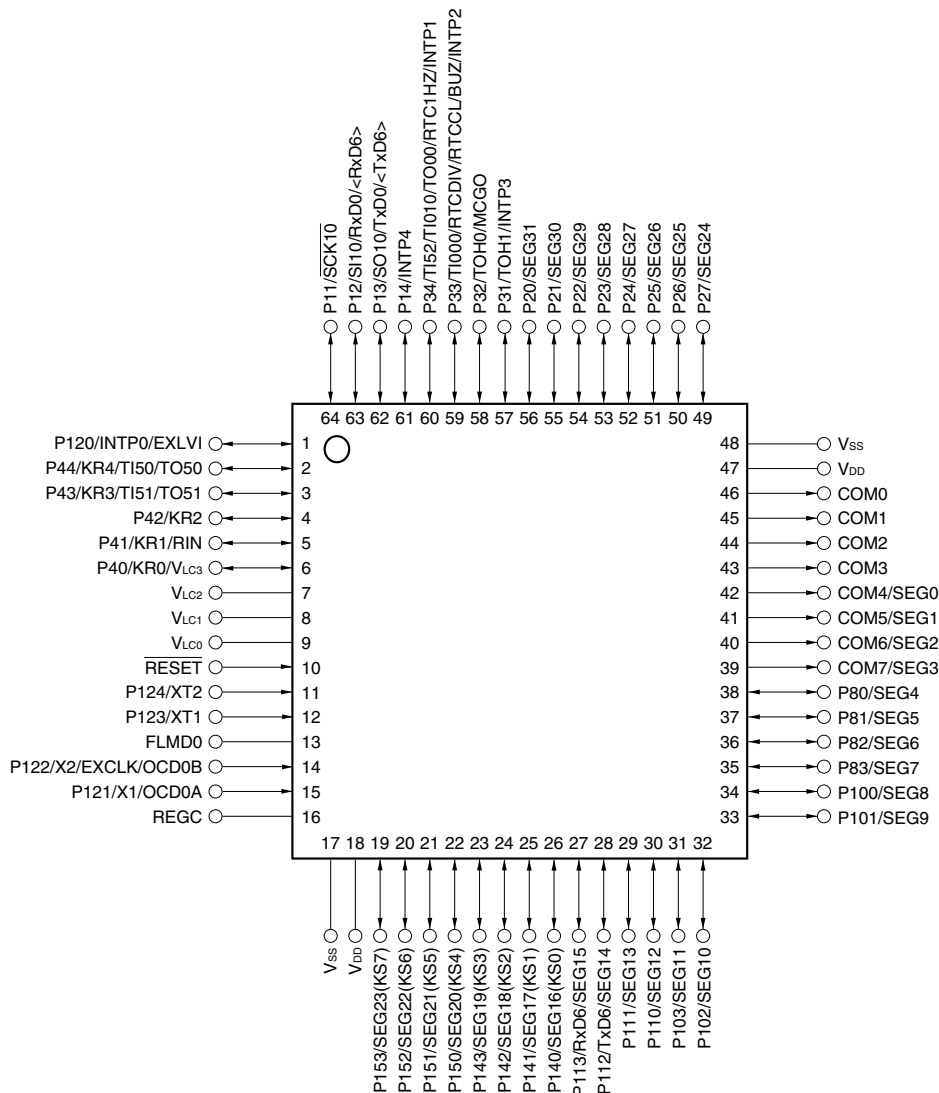 P11/SCK10
P12/SI10/RxD0/<RxD6>
P13/SO10/TxD0/<TxD6>
P14/INTP4
P34/TI52/TI010/TO00/RTC1HZ/INTP1
P33/TI000/RTCDIV/RTCCL/BUZ/INTP2
P32/TOH0/MCGO
P31/TOH1/INTP3
P20/SEG31
P21/SEG30
P22/SEG29
P23/SEG28
P24/SEG27
P25/SEG26
P26/SEG25
P27/SEG24
64 63 62 61 60 59 58 57 56 55 54 53 52 51 50 49
P120/INTP0/EXLVI 1
P44/KR4/TI50/TO50 2
P43/KR3/TI51/TO51 3
P42/KR2 4
P41/KR1/RIN 5
P40/KR0/VLC3 6
VLC2 7
VLC1 8
VLC0 9
RESET 10
P124/XT2 11
P123/XT1 12
FLMD0 13
P122/X2/EXCLK/OCD0B 14
P121/X1/OCD0A 15
REGC 16
48 VSS
47 VDD
46 COM0
45 COM1
44 COM2
43 COM3
42 COM4/SEG0
41 COM5/SEG1
40 COM6/SEG2
39 COM7/SEG3
38 P80/SEG4
37 P81/SEG5
36 P82/SEG6
35 P83/SEG7
34 P100/SEG8
33 P101/SEG9
17 18 19 20 21 22 23 24 25 26 27 28 29 30 31 32
VSS
VDD
P153/SEG23(KS7)
P152/SEG22(KS6)
P151/SEG21(KS5)
P150/SEG20(KS4)
P143/SEG19(KS3)
P142/SEG18(KS2)
P141/SEG17(KS1)
P140/SEG16(KS0)
P113/RxD6/SEG15
P112/TxD6/SEG14
P111/SEG13
P110/SEG12
P103/SEG11
P102/SEG10